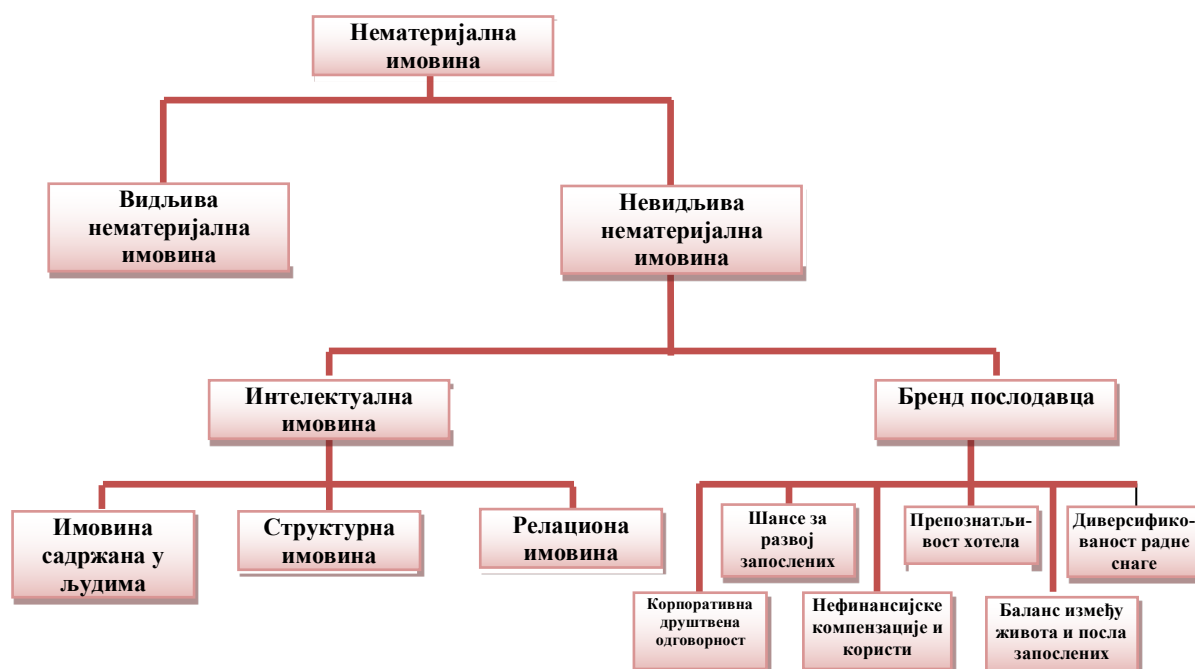 Нематеријална
имовина
Видљива
нематеријална
имовина
Невидљива
нематеријална
имовина
Интелектуална
имовина
Бренд послодавца
Имовина
садржана у
људима
Структурна
имовина
Релациона
имовина
Шансе за
развој
запослених
Препознатљи-
вост хотела
Диверсифико-
ваност радне
снаге
Корпоративна
друштвена
одговорност
Нефинансијске
компензације и
користи
Баланс између
живота и посла
запослених